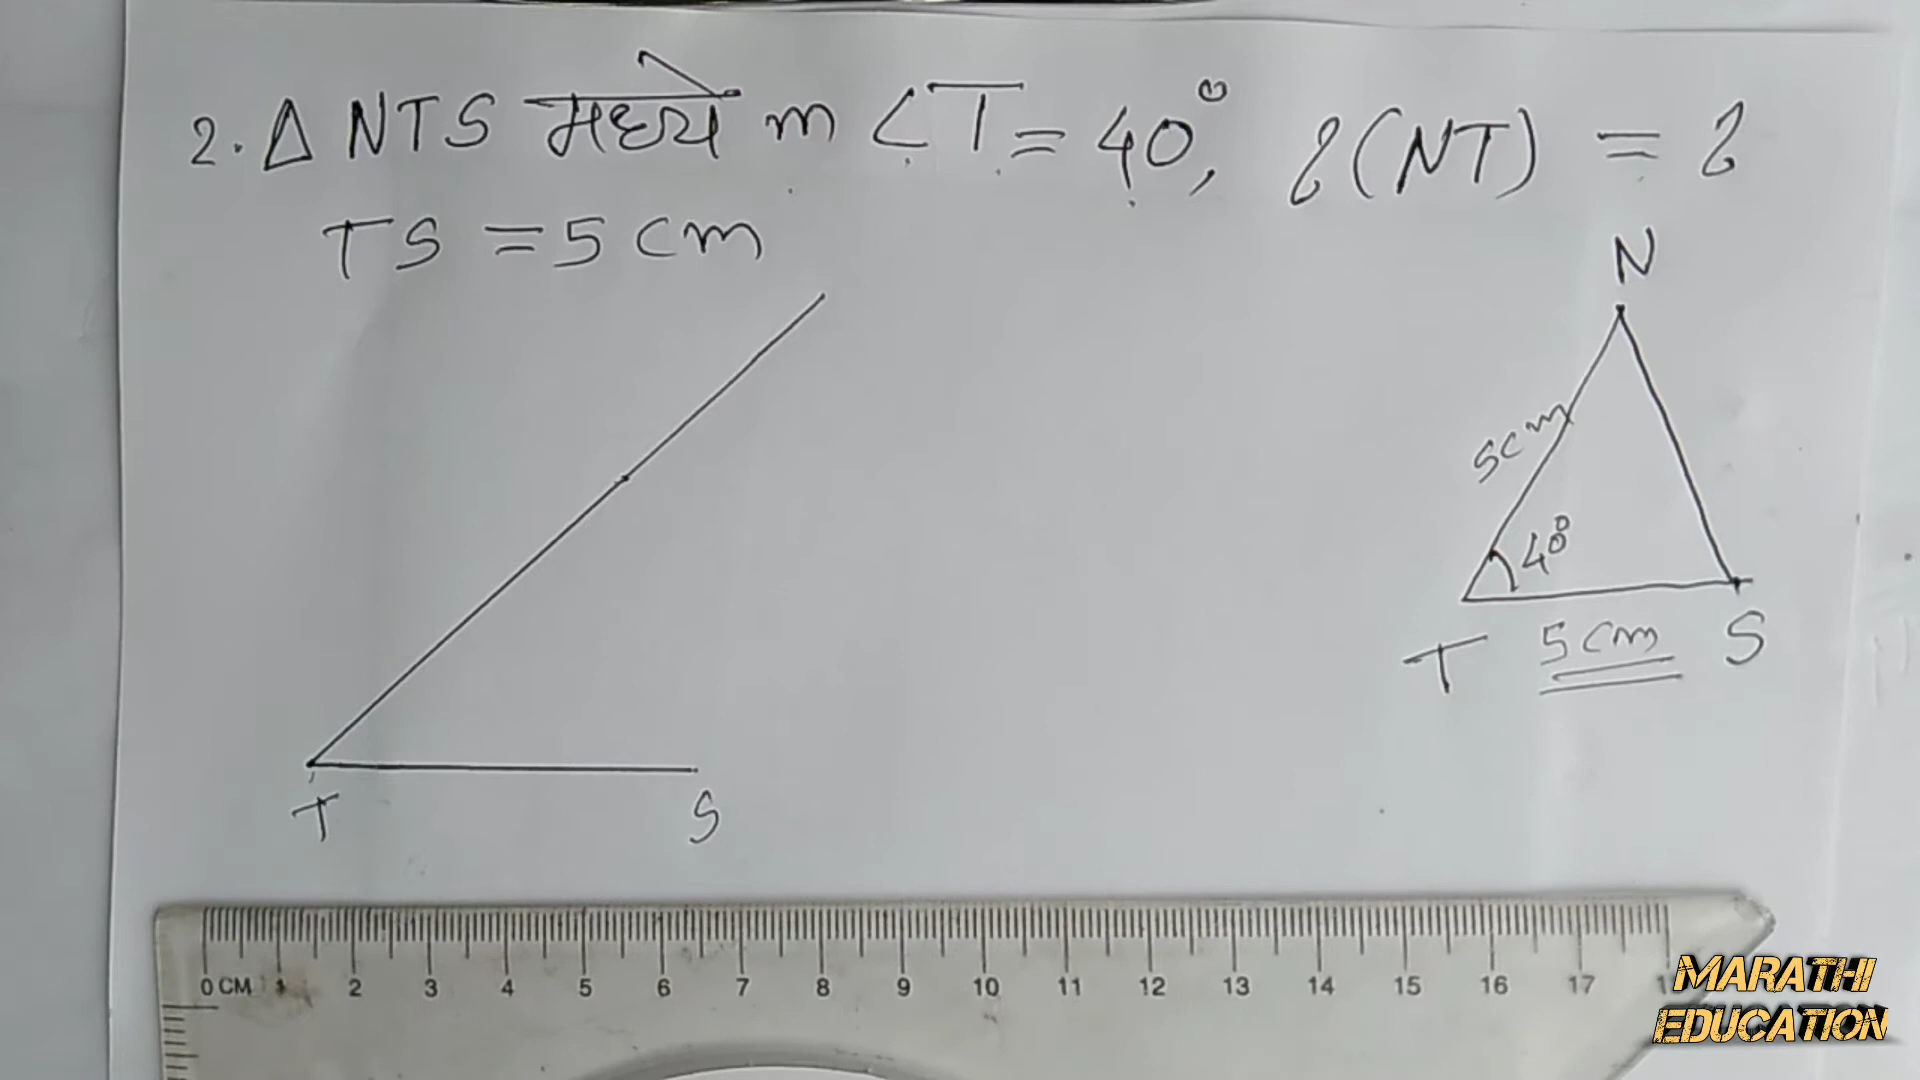 2. Δ NTS मध्ये m ∠T = 40°, l(NT) = l
TS = 5 cm
N
5cm
40°
T 5cm S
T S
0 CM 1 2 3 4 5 6 7 8 9 10 11 12 13 14 15 16 17
MARATHI
EDUCATION